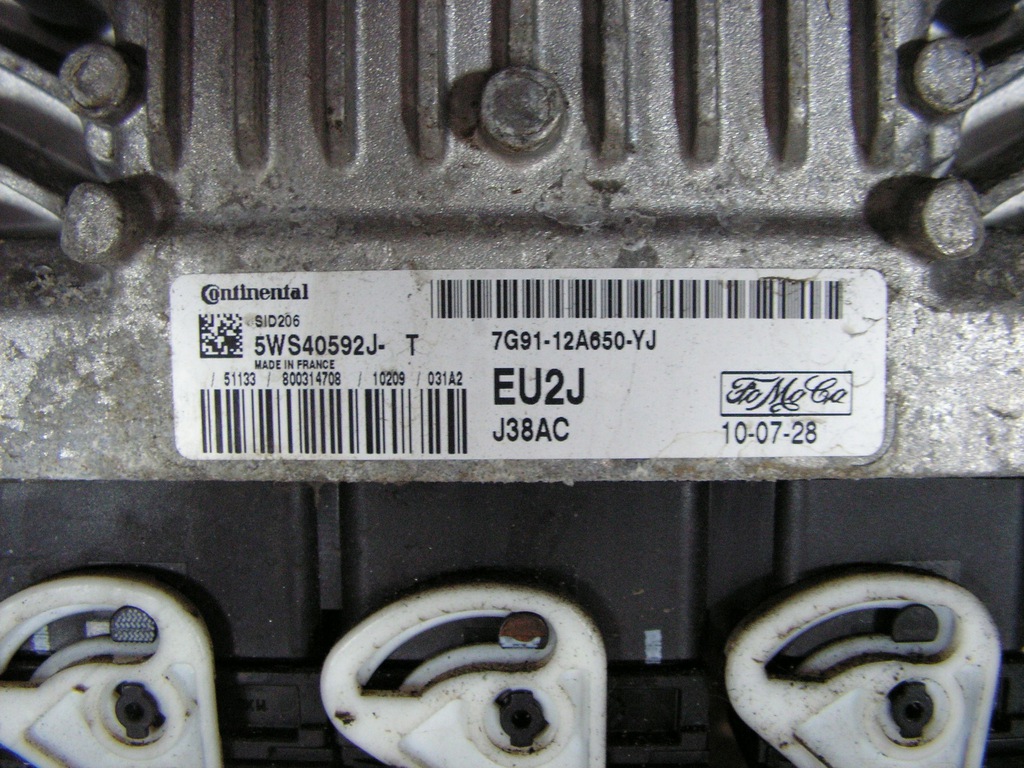 Continental
SID206
5WS40592J- T
MADE IN FRANCE
/ 51133 / 800314708 / 10209 / 031A2
7G91-12A650-YJ
EU2J
J38AC
FoMoCo
10-07-28